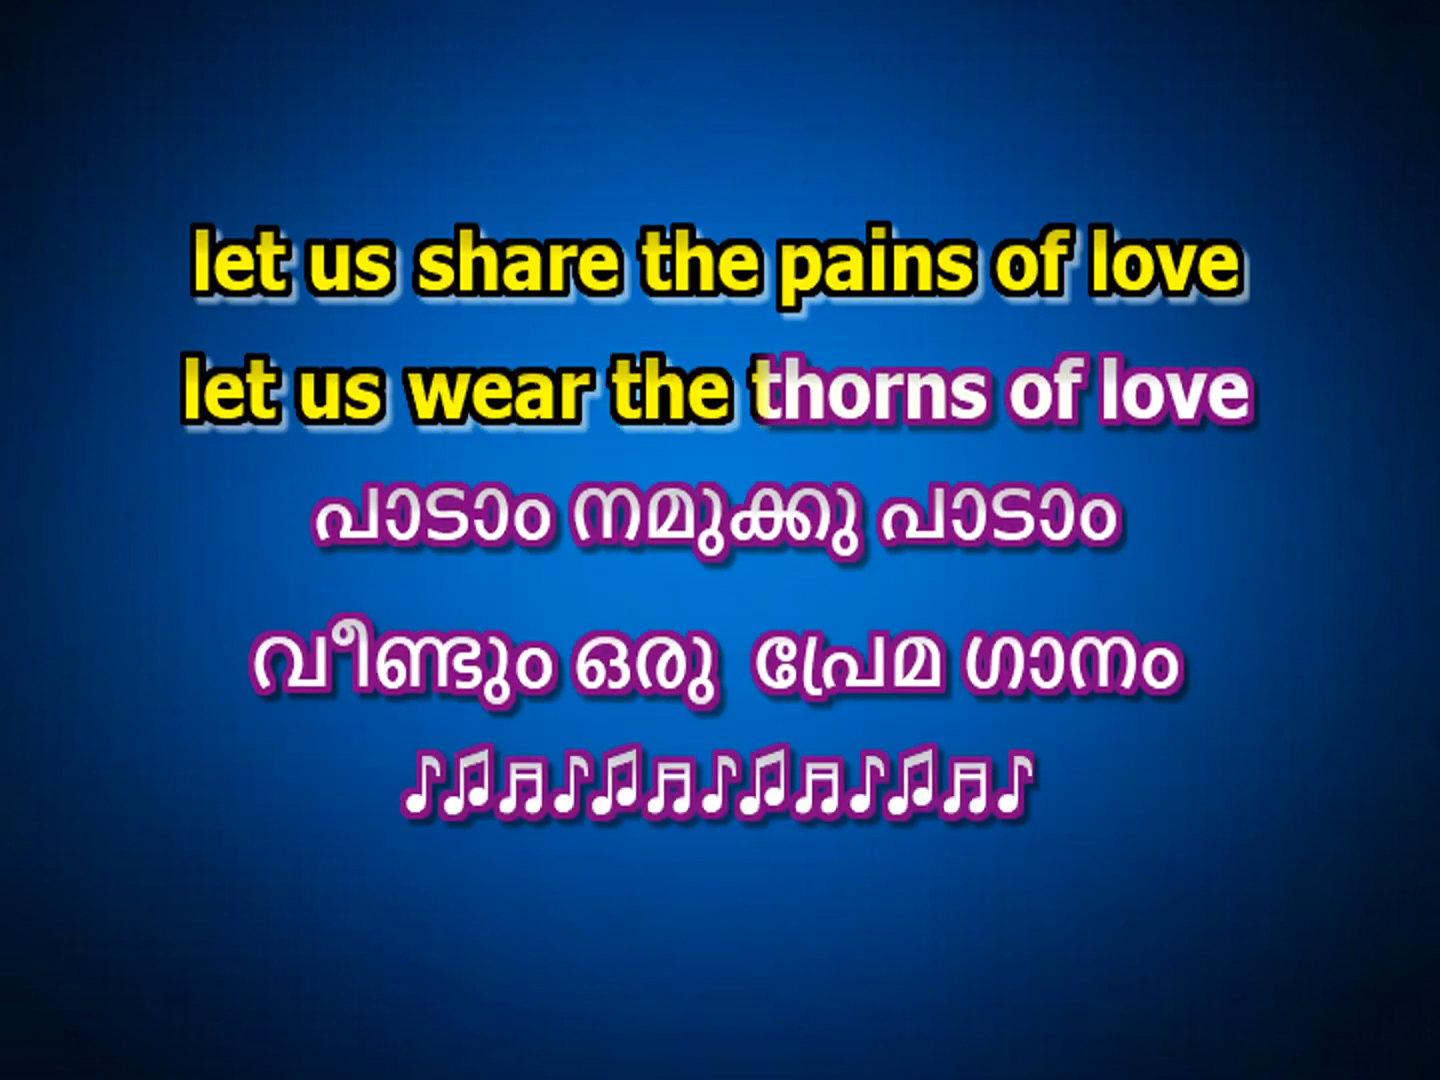 let us share the pains of love
let us wear the thorns of love
പാടാം നമുക്കു പാടാം
വീണ്ടും ഒരു പ്രേമ ഗാനം
♪♫♬♪♫♬♪♫♬♪♫♬♪